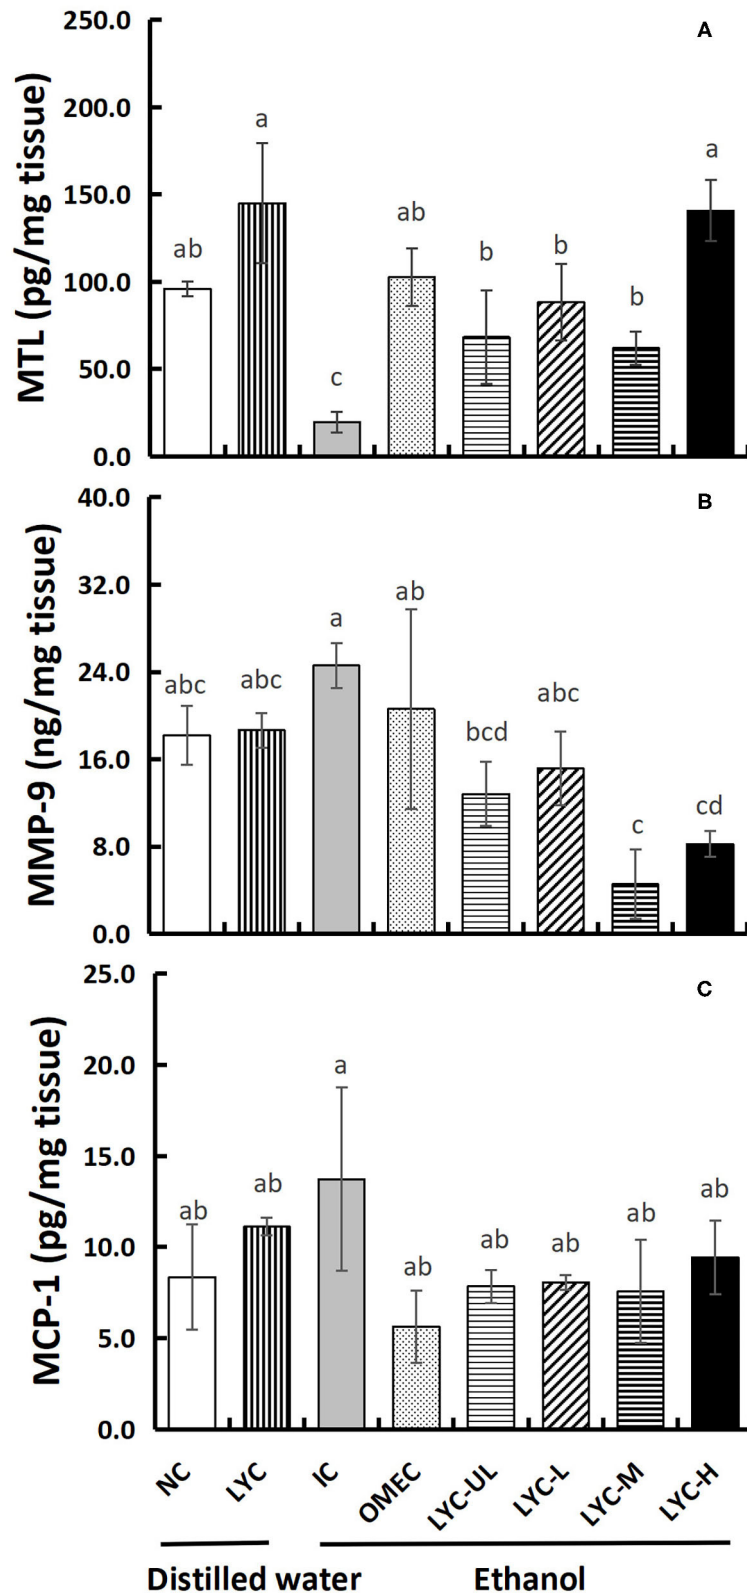 A
250.0
200.0
150.0
100.0
50.0
0.0
MTL (pg/mg tissue)
ab
a
c
ab
b
b
b
a
B
40.0
32.0
24.0
16.0
8.0
0.0
MMP-9 (ng/mg tissue)
abc
abc
a
ab
bcd
abc
c
cd
C
25.0
20.0
15.0
10.0
5.0
0.0
MCP-1 (pg/mg tissue)
ab
ab
a
ab
ab
ab
ab
ab
NC
LYC
IC
OMEC
LYC-UL
LYC-L
LYC-M
LYC-H
Distilled water
Ethanol